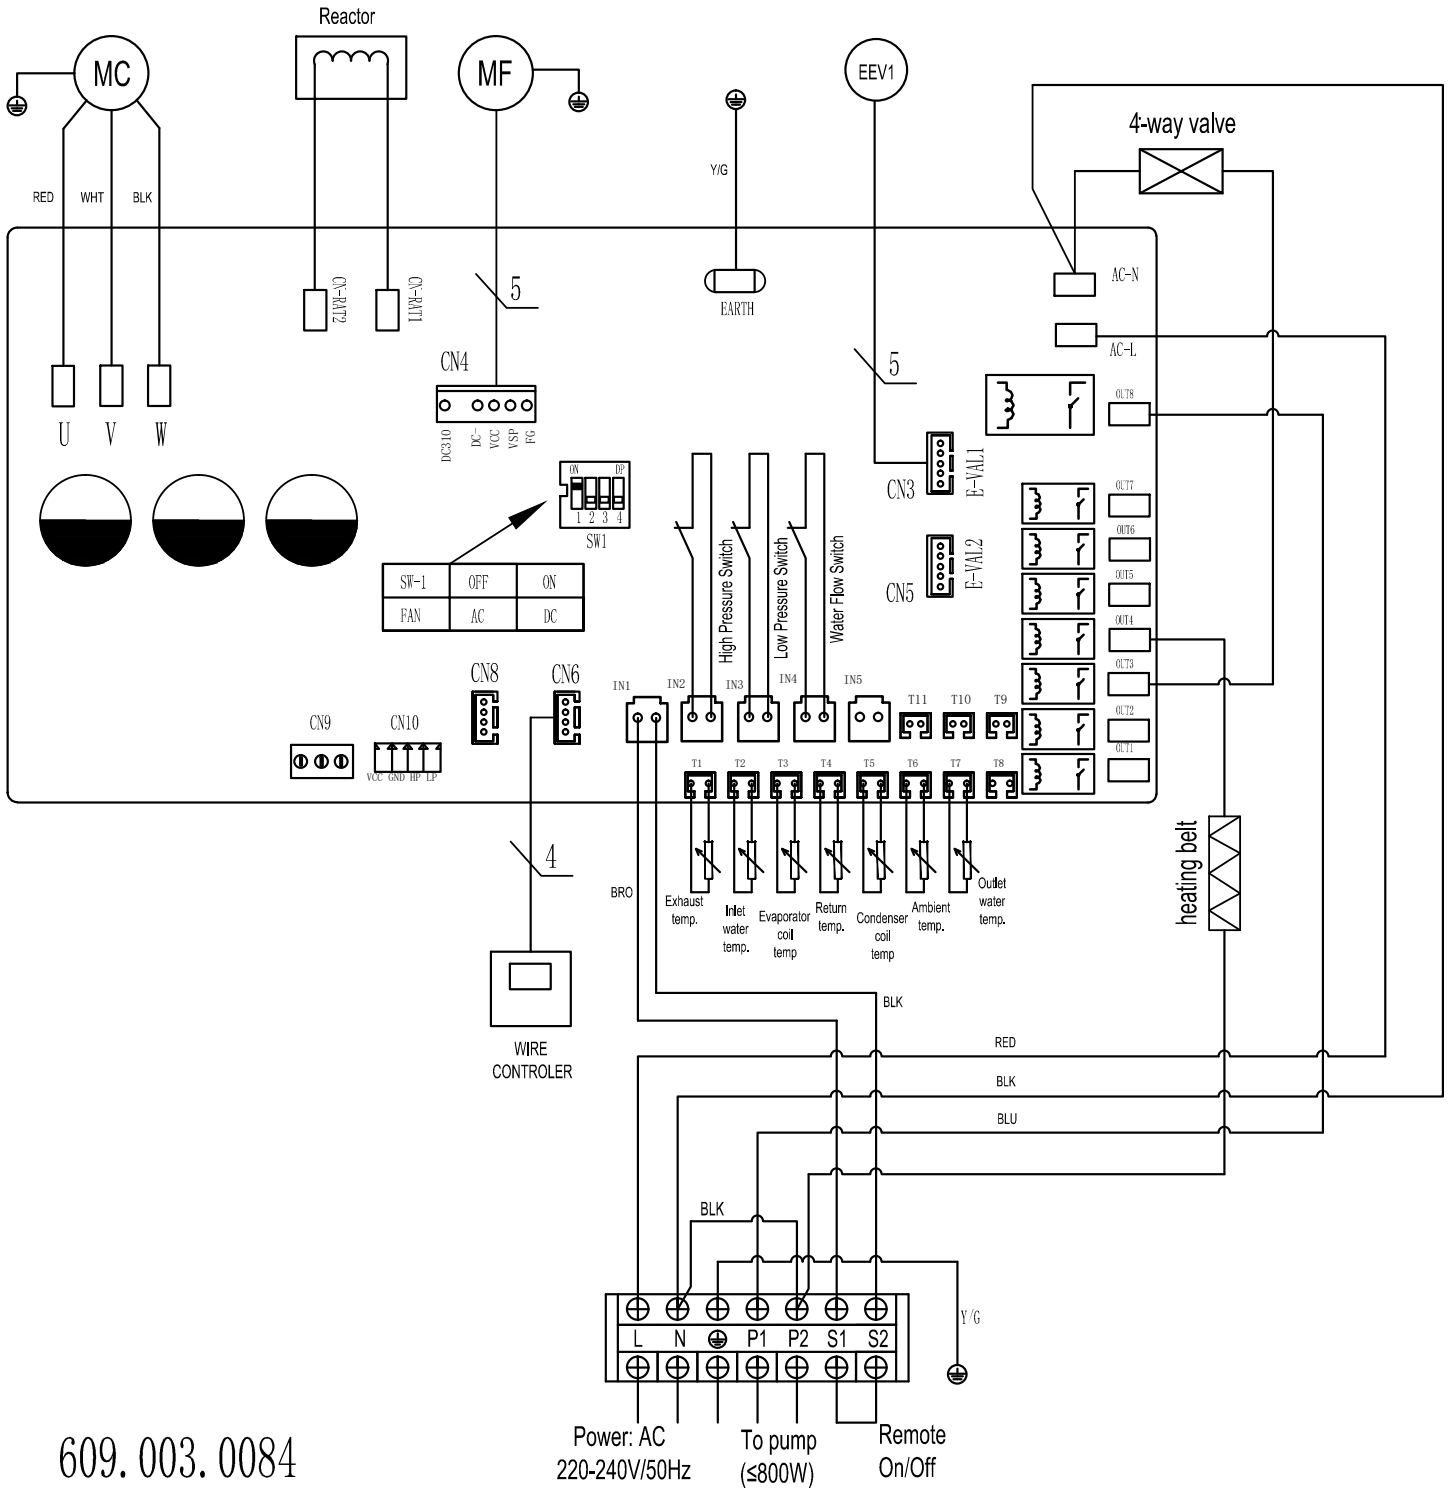 Reactor
MC
MF
EEV1
4-way valve
Y/G
RED
WHT
BLK
CN-RAT2
CN-RAT1
5
EARTH
AC-N
AC-L
5
CN4
DC310
DC-
VCC
VSP
FG
U
V
W
ON
DP
1 2 3 4
SW1
SW-1
OFF
ON
FAN
AC
DC
High Pressure Switch
Low Pressure Switch
Water Flow Switch
CN3
E-VAL1
CN5
E-VAL2
OUT8
OUT7
OUT6
OUT5
OUT4
OUT3
OUT2
OUT1
CN8
CN6
CN9
CN10
VCC GND HP LP
IN1
IN2
IN3
IN4
IN5
T11
T10
T9
T1
T2
T3
T4
T5
T6
T7
T8
4
BRO
Exhaust
temp.
Inlet
water
temp.
Evaporator
coil
temp
Return
temp.
Condenser
coil
temp
Ambient
temp.
Outlet
water
temp.
heating belt
WIRE
CONTROLER
BLK
RED
BLK
BLU
BLK
Y/G
L
N
P1
P2
S1
S2
Power: AC
220-240V/50Hz
To pump
(≤800W)
Remote
On/Off
609.003.0084